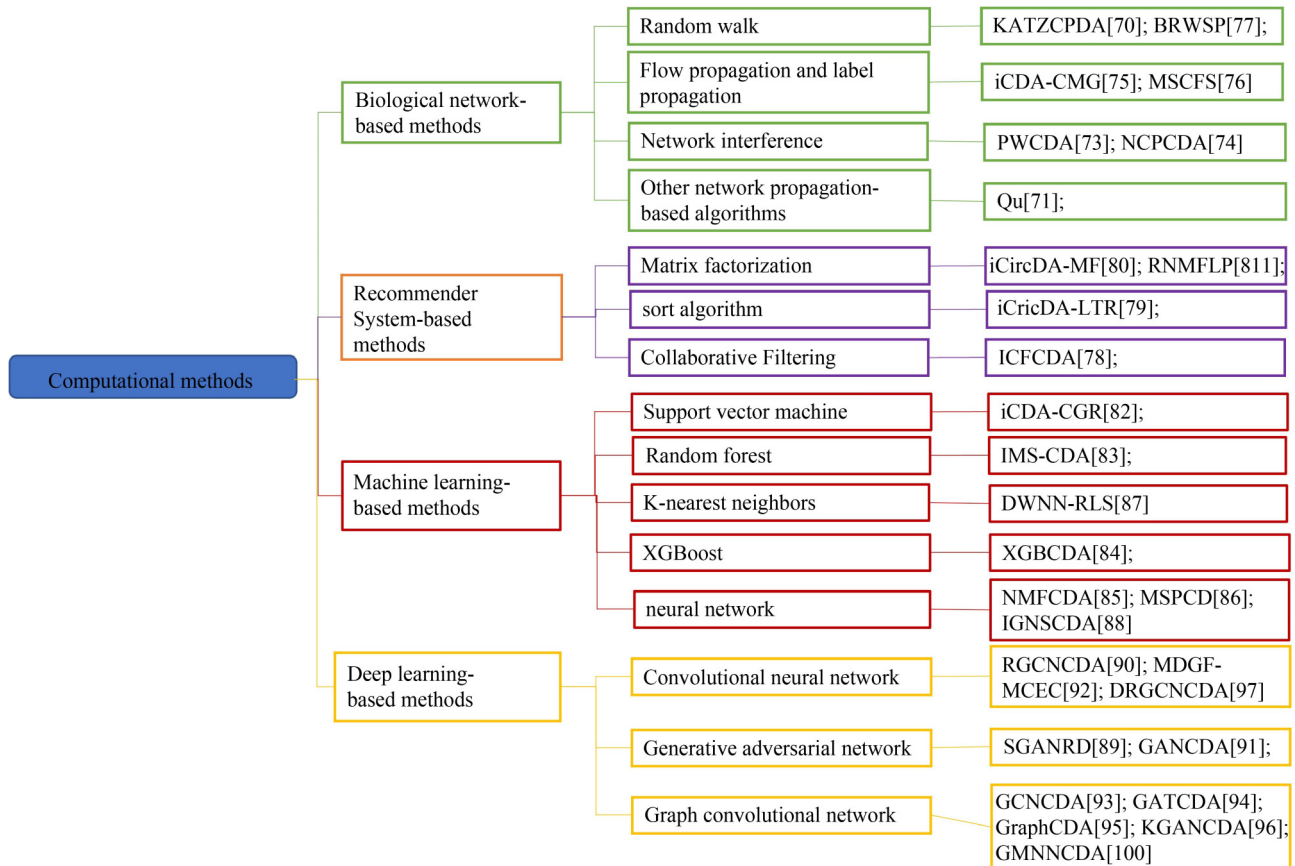 Computational methods
Biological network-
based methods
Random walk
KATZCPDA[70]; BRWSP[77];
Flow propagation and label
propagation
iCDA-CMG[75]; MSCFS[76]
Network interference
PWCDA[73]; NCPCDA[74]
Other network propagation-
based algorithms
Qu[71];
Recommender
System-based
methods
Matrix factorization
iCircDA-MF[80]; RNMFLP[811];
sort algorithm
iCricDA-LTR[79];
Collaborative Filtering
ICFCDA[78];
Machine learning-
based methods
Support vector machine
iCDA-CGR[82];
Random forest
IMS-CDA[83];
K-nearest neighbors
DWNN-RLS[87]
XGBoost
XGBCDA[84];
neural network
NMFCDA[85]; MSPCD[86];
IGNSCDA[88]
Deep learning-
based methods
Convolutional neural network
RGCNCDA[90]; MDGF-
MCEC[92]; DRGCNCDA[97]
Generative adversarial network
SGANRD[89]; GANCDA[91];
Graph convolutional network
GCNCDA[93]; GATCDA[94];
GraphCDA[95]; KGANCDA[96];
GMNNCDA[100]